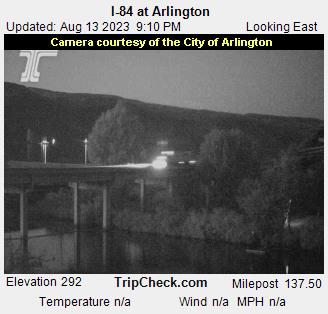 I-84 at Arlington
Updated: Aug 13 2023 9:10 PM Looking East
Camera courtesy of the City of Arlington
Elevation 292 TripCheck.com Milepost 137.50
Temperature n/a Wind n/a MPH n/a